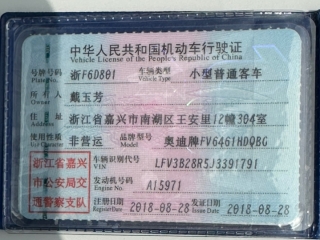 中华人民共和国机动车行驶证
Vehicle License of the People's Republic of China
号牌号码 浙F6D801 车辆类型 小型普通客车
Plate No. Vehicle Type
所有人 戴玉芳
Owner
住址 浙江省嘉兴市南湖区王安里12幢304室
Address
使用性质 非营运 品牌型号 奥迪牌FV6461HDQBG
Use Character Model
浙江省嘉兴 车辆识别代号 LFV3B28R5J3391791
VIN
市公安局交 发动机号码 A15971
Engine No.
通警察支队 注册日期 2018-08-28 发证日期 2018-08-28
Register Date Issue Date